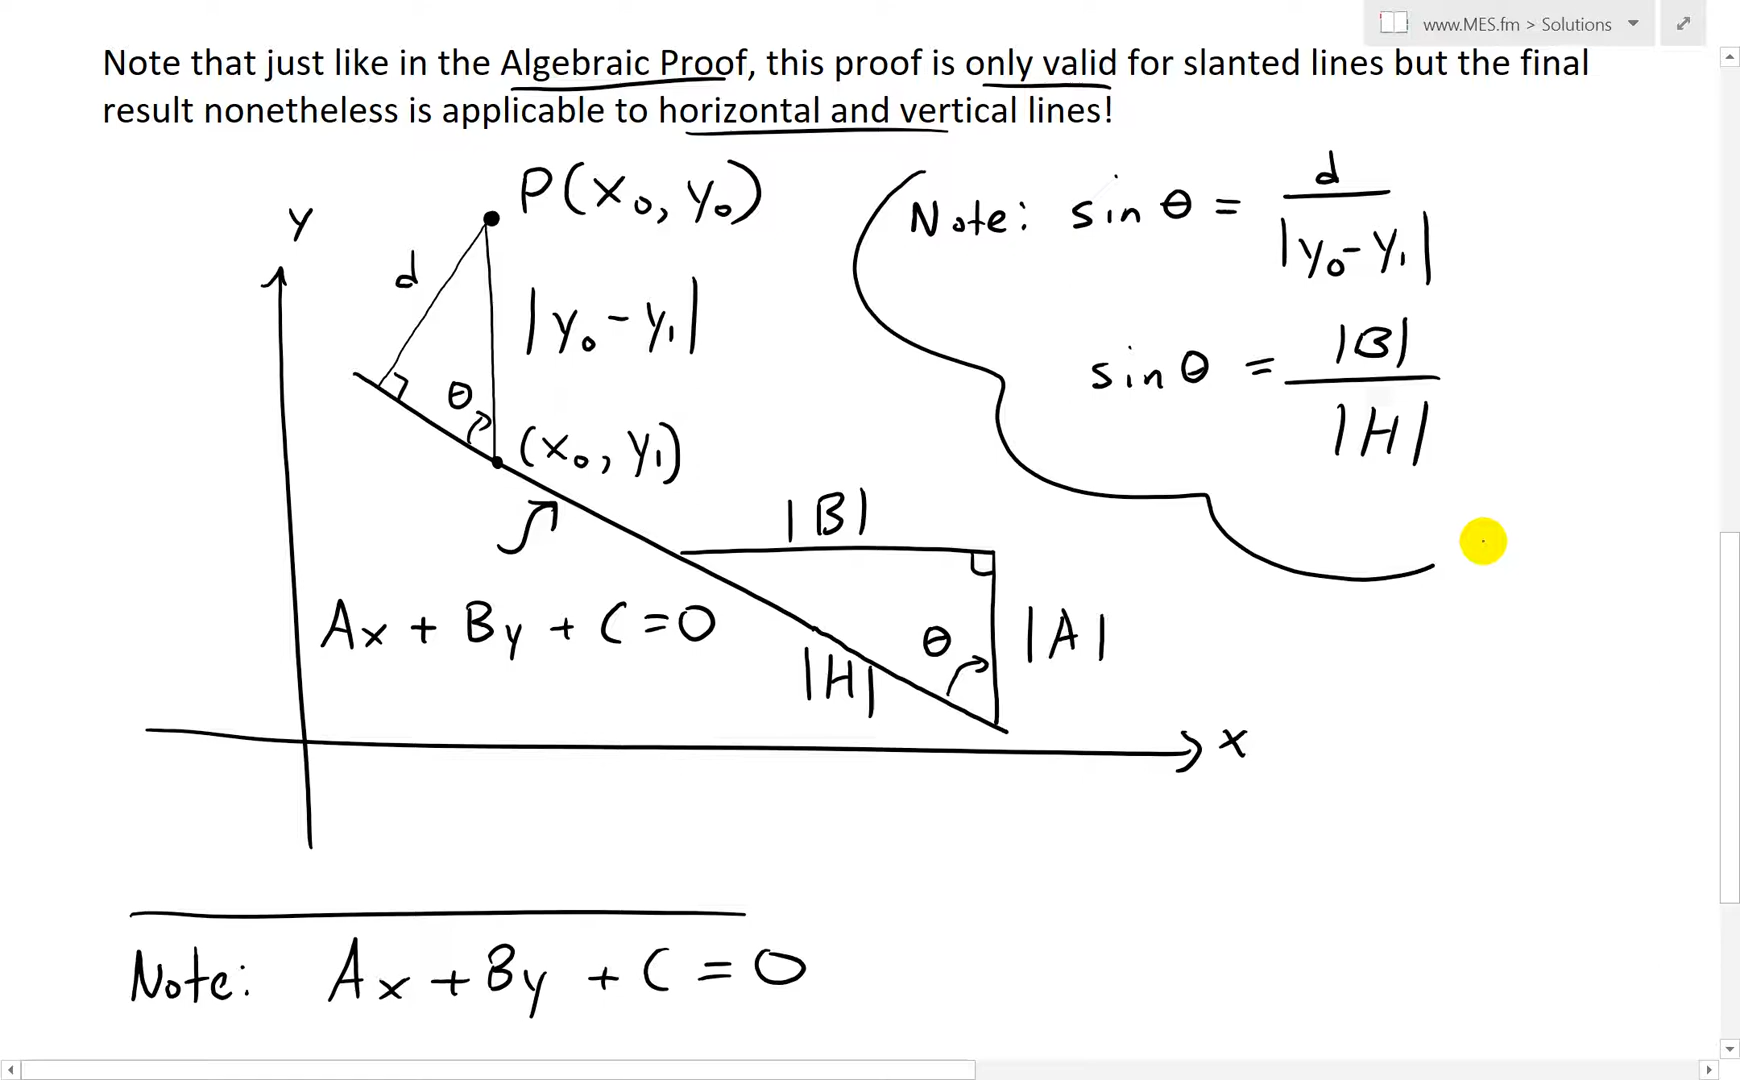 www.MES.fm > Solutions
Note that just like in the Algebraic Proof, this proof is only valid for slanted lines but the final
result nonetheless is applicable to horizontal and vertical lines!
P(x₀, y₀)
y
d
|y₀ - y₁|
θ
(x₀, y₁)
|B|
Ax + By + C = 0
θ
|A|
|H|
x
Note: sin θ = d / |y₀ - y₁|
sin θ = |B| / |H|
Note: Ax + By + C = 0